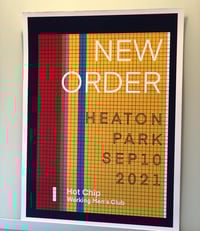 NEW
ORDER
HEATON
PARK
SEP10
2021
Hot Chip
Working Men's Club